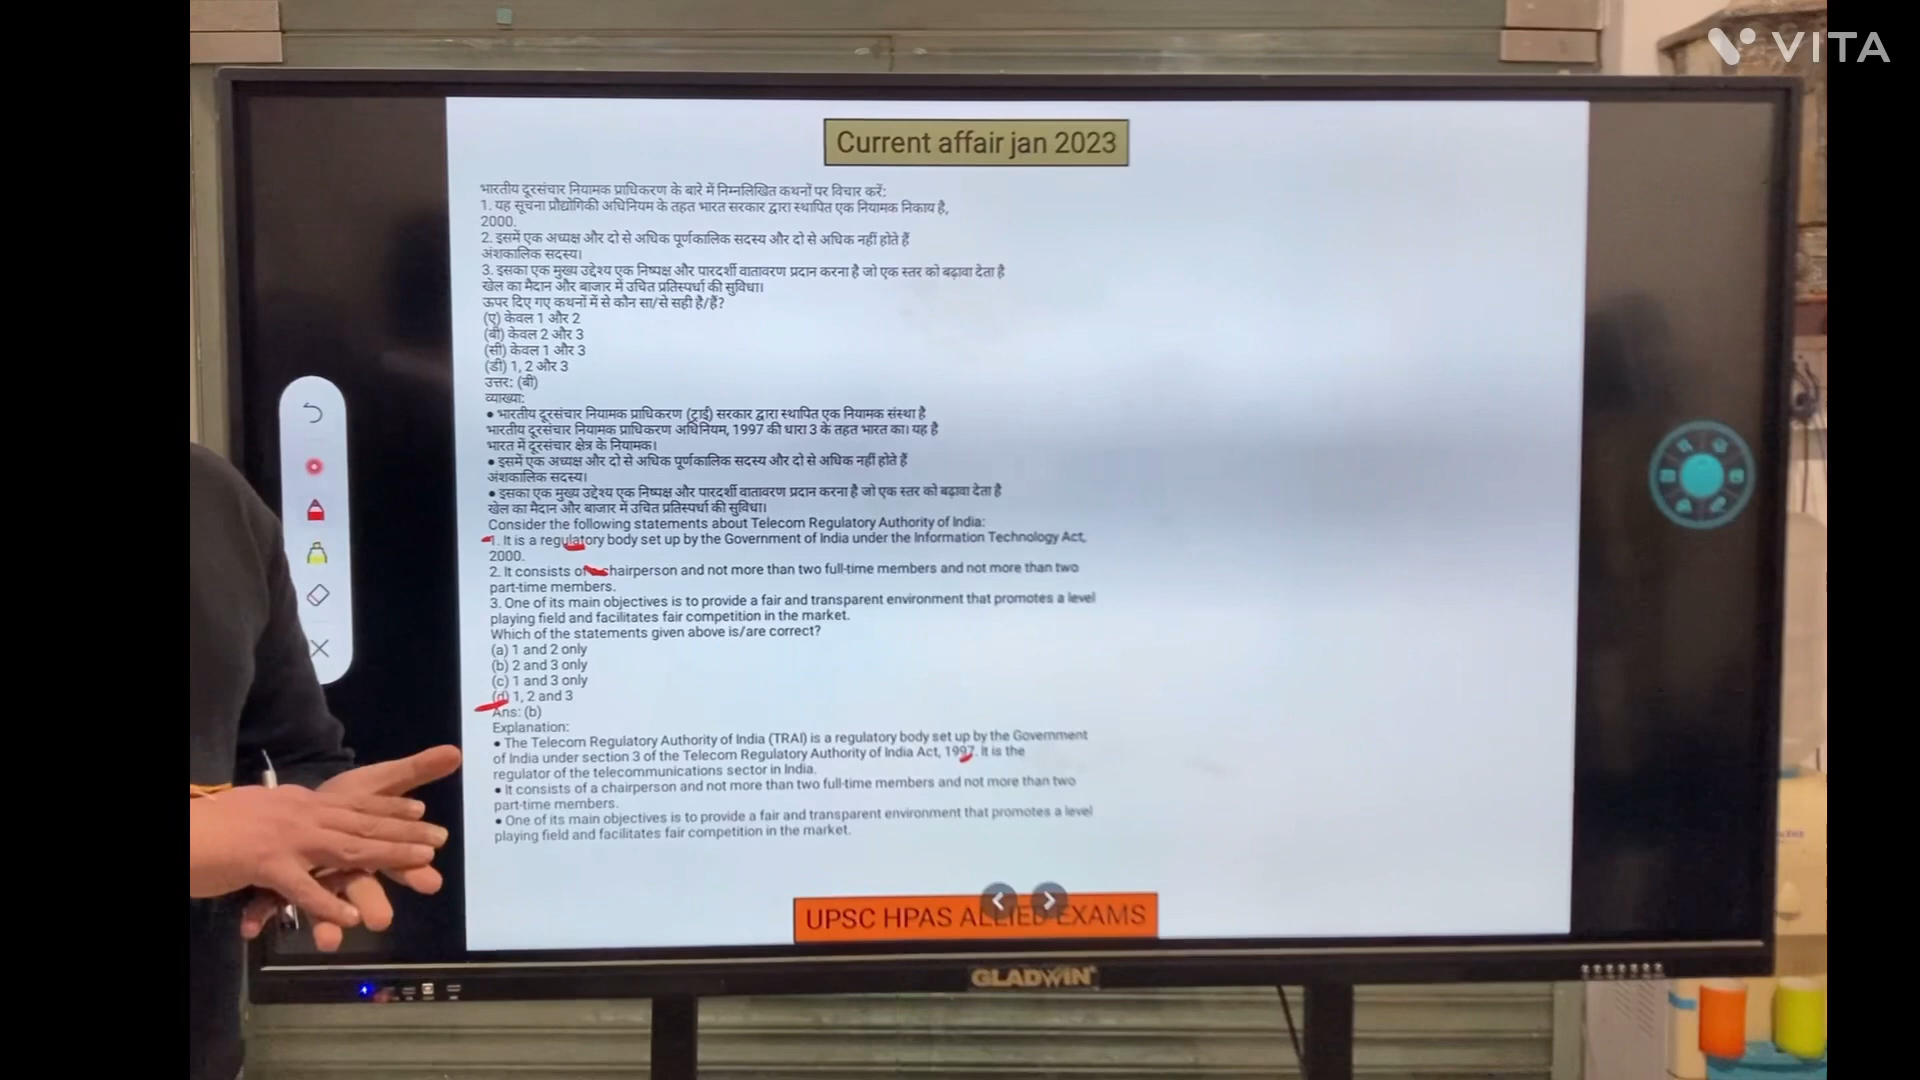 VITA
Current affair jan 2023
भारतीय दूरसंचार नियामक प्राधिकरण के बारे में निम्नलिखित कथनों पर विचार करें:
1. यह सूचना प्रौद्योगिकी अधिनियम के तहत भारत सरकार द्वारा स्थापित एक नियामक निकाय है,
2000.
2. इसमें एक अध्यक्ष और दो से अधिक पूर्णकालिक सदस्य और दो से अधिक नहीं होते हैं
अंशकालिक सदस्य।
3. इसका एक मुख्य उद्देश्य एक निष्पक्ष और पारदर्शी वातावरण प्रदान करना है जो एक स्तर को बढ़ावा देता है
खेल का मैदान और बाजार में उचित प्रतिस्पर्धा की सुविधा।
ऊपर दिए गए कथनों में से कौन सा/से सही है/हैं?
(ए) केवल 1 और 2
(बी) केवल 2 और 3
(सी) केवल 1 और 3
(डी) 1, 2 और 3
उत्तर: (बी)
व्याख्या:
• भारतीय दूरसंचार नियामक प्राधिकरण (ट्राई) सरकार द्वारा स्थापित एक नियामक संस्था है
भारतीय दूरसंचार नियामक प्राधिकरण अधिनियम, 1997 की धारा 3 के तहत भारत का। यह है
भारत में दूरसंचार क्षेत्र के नियामक।
• इसमें एक अध्यक्ष और दो से अधिक पूर्णकालिक सदस्य और दो से अधिक नहीं होते हैं
अंशकालिक सदस्य।
• इसका एक मुख्य उद्देश्य एक निष्पक्ष और पारदर्शी वातावरण प्रदान करना है जो एक स्तर को बढ़ावा देता है
खेल का मैदान और बाजार में उचित प्रतिस्पर्धा की सुविधा।
Consider the following statements about Telecom Regulatory Authority of India:
1. It is a regulatory body set up by the Government of India under the Information Technology Act,
2000.
2. It consists of a chairperson and not more than two full-time members and not more than two
part-time members.
3. One of its main objectives is to provide a fair and transparent environment that promotes a level
playing field and facilitates fair competition in the market.
Which of the statements given above is/are correct?
(a) 1 and 2 only
(b) 2 and 3 only
(c) 1 and 3 only
(d) 1, 2 and 3
Ans: (b)
Explanation:
• The Telecom Regulatory Authority of India (TRAI) is a regulatory body set up by the Government
of India under section 3 of the Telecom Regulatory Authority of India Act, 1997. It is the
regulator of the telecommunications sector in India.
• It consists of a chairperson and not more than two full-time members and not more than two
part-time members.
• One of its main objectives is to provide a fair and transparent environment that promotes a level
playing field and facilitates fair competition in the market.
UPSC HPAS ALLIED EXAMS
GLADWIN